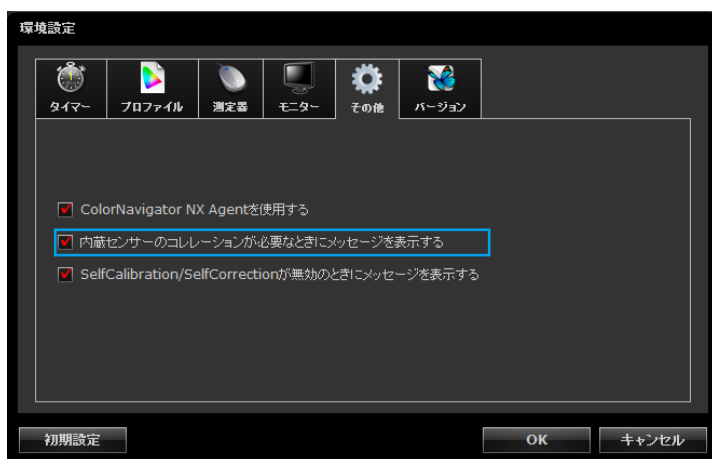 環境設定
タイマー
プロファイル
測定器
モニター
その他
バージョン
ColorNavigator NX Agentを使用する
内蔵センサーのコレレーションが必要なときにメッセージを表示する
SelfCalibration/SelfCorrectionが無効のときにメッセージを表示する
初期設定
OK
キャンセル